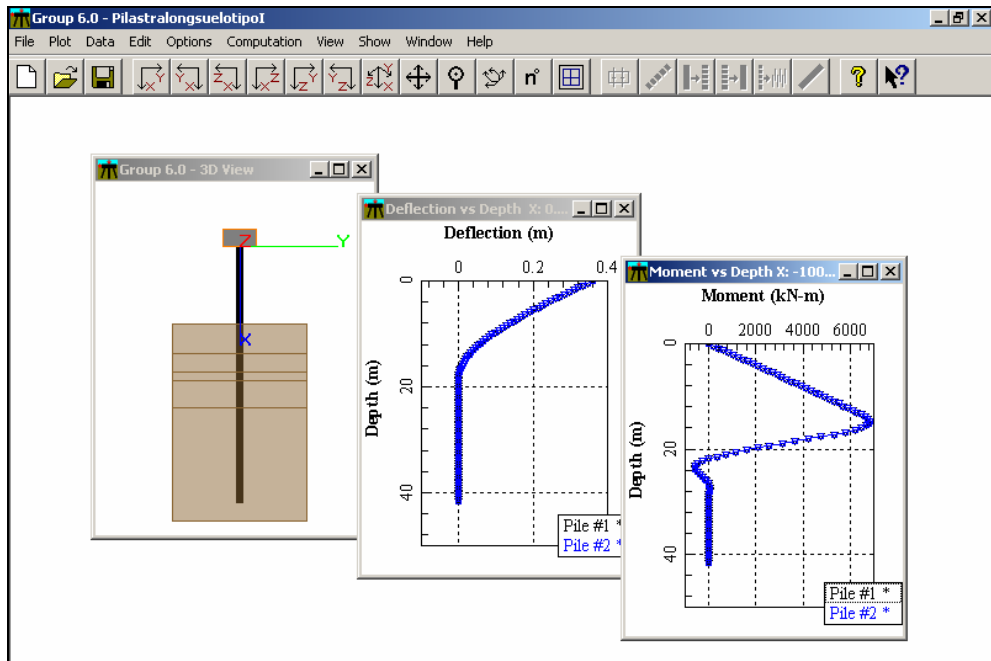 Group 6.0 - PilastralongsuelotipoI
File Plot Data Edit Options Computation View Show Window Help
Y X Y X Z X X Z Z Y Y Z Z Y X n° ? ?
Group 6.0 - 3D View
Z Y
X
Deflection vs Depth X: 0....
Deflection (m)
0 0.2 0.4
0
20
40
Depth (m)
Pile #1 *
Pile #2 *
Moment vs Depth X: -100...
Moment (kN-m)
0 2000 4000 6000
0
20
40
Depth (m)
Pile #1 *
Pile #2 *